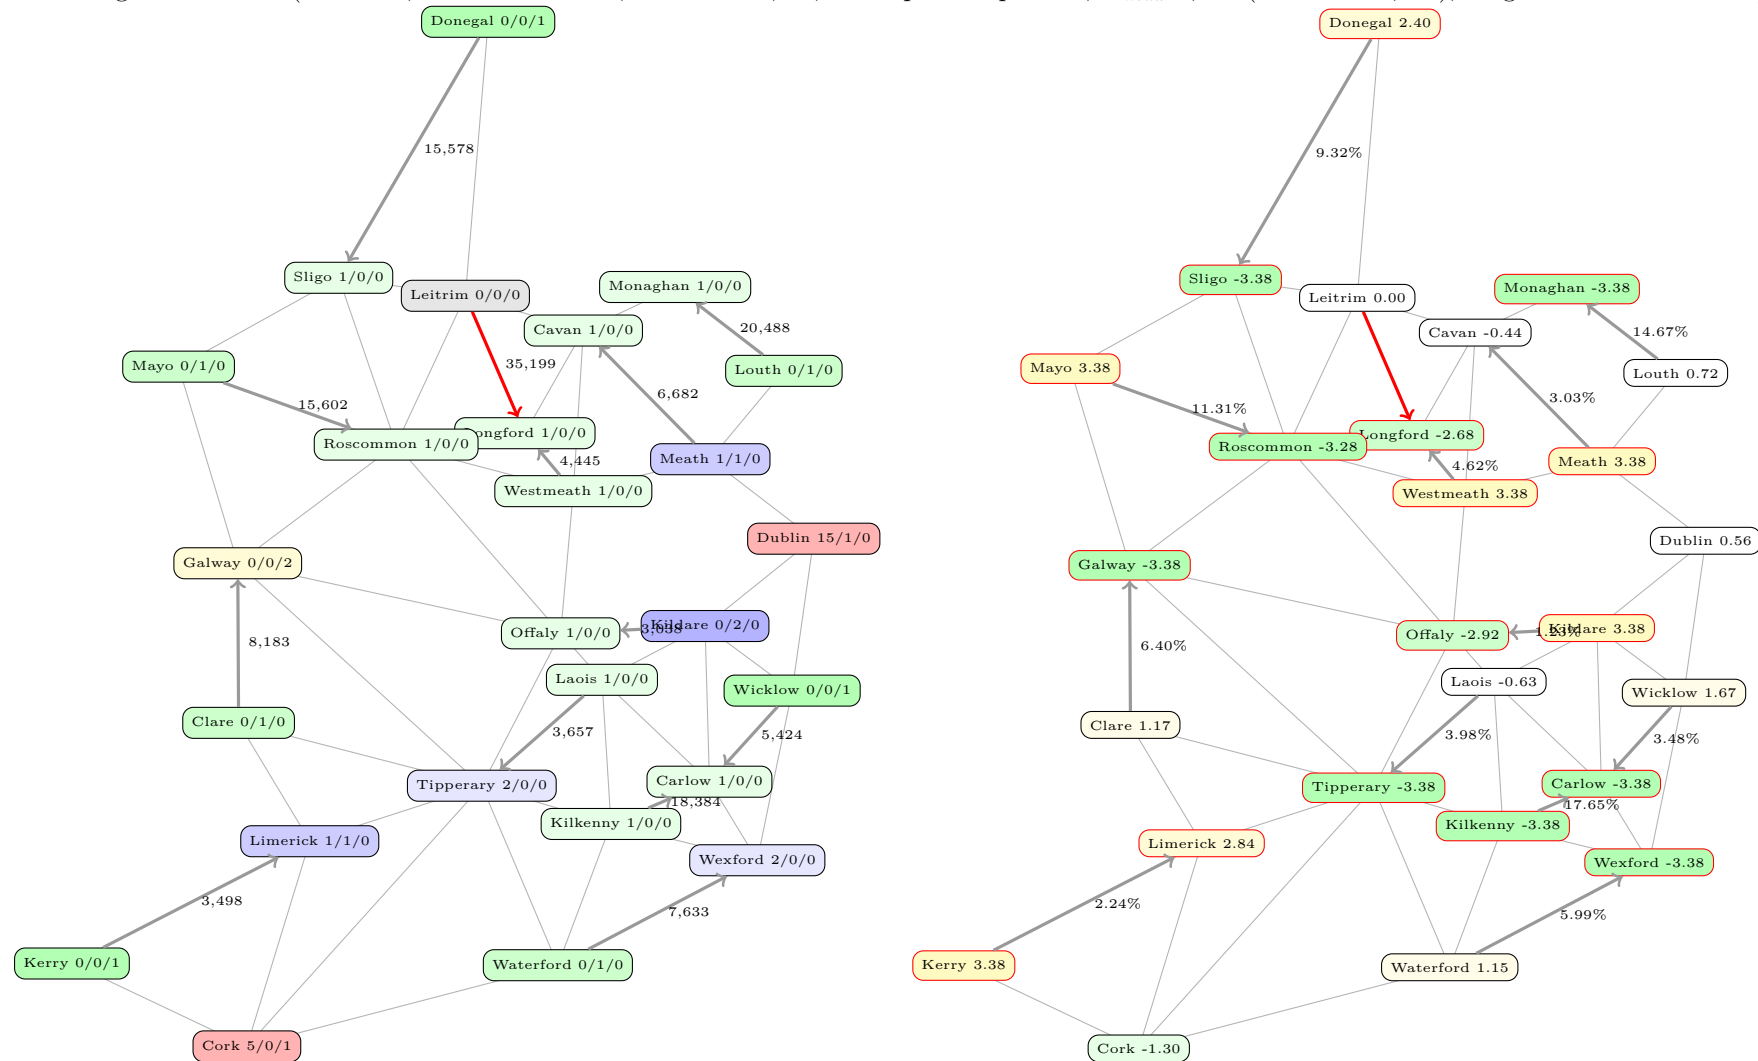 Donegal 0/0/1
15,578
Sligo 1/0/0
Leitrim 0/0/0
Monaghan 1/0/0
Cavan 1/0/0
20,488
Mayo 0/1/0
35,199
Louth 0/1/0
6,682
15,602
Longford 1/0/0
Roscommon 1/0/0
4,445
Meath 1/1/0
Westmeath 1/0/0
Dublin 15/1/0
Galway 0/0/2
Offaly 1/0/0
3,038
Kildare 0/2/0
8,183
Laois 1/0/0
Wicklow 0/0/1
Clare 0/1/0
3,657
5,424
Tipperary 2/0/0
Carlow 1/0/0
18,384
Kilkenny 1/0/0
Limerick 1/1/0
Wexford 2/0/0
3,498
7,633
Kerry 0/0/1
Waterford 0/1/0
Cork 5/0/1
Donegal 2.40
9.32%
Sligo -3.38
Leitrim 0.00
Monaghan -3.38
Cavan -0.44
14.67%
Mayo 3.38
Louth 0.72
3.03%
11.31%
Longford -2.68
Roscommon -3.28
4.62%
Meath 3.38
Westmeath 3.38
Dublin 0.56
Galway -3.38
Offaly -2.92
1.23%
Kildare 3.38
6.40%
Laois -0.63
Wicklow 1.67
Clare 1.17
3.98%
3.48%
Tipperary -3.38
Carlow -3.38
17.65%
Kilkenny -3.38
Limerick 2.84
Wexford -3.38
2.24%
5.99%
Kerry 3.38
Waterford 1.15
Cork -1.30